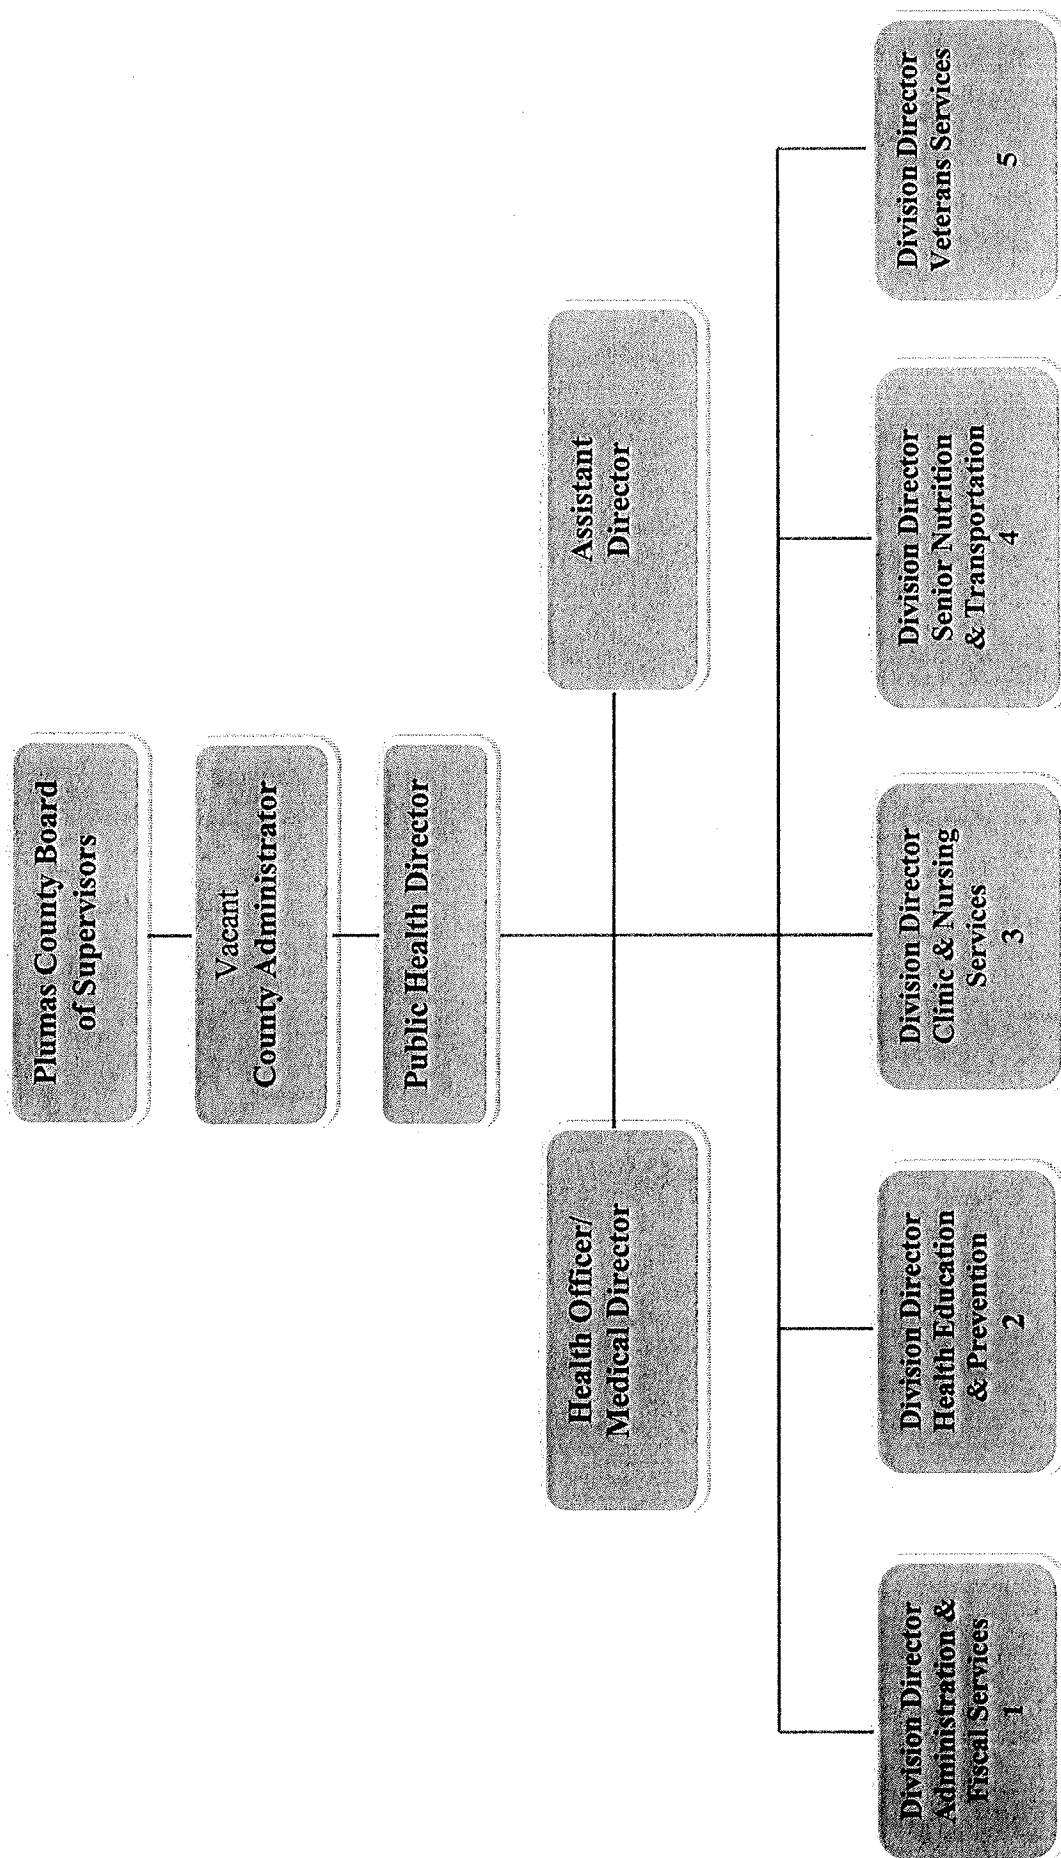 Plumas County Board
of Supervisors
Vacant
County Administrator
Public Health Director
Health Officer/
Medical Director
Assistant
Director
Division Director
Administration &
Fiscal Services
1
Division Director
Health Education
& Prevention
2
Division Director
Clinic & Nursing
Services
3
Division Director
Senior Nutrition
& Transportation
4
Division Director
Veterans Services
5